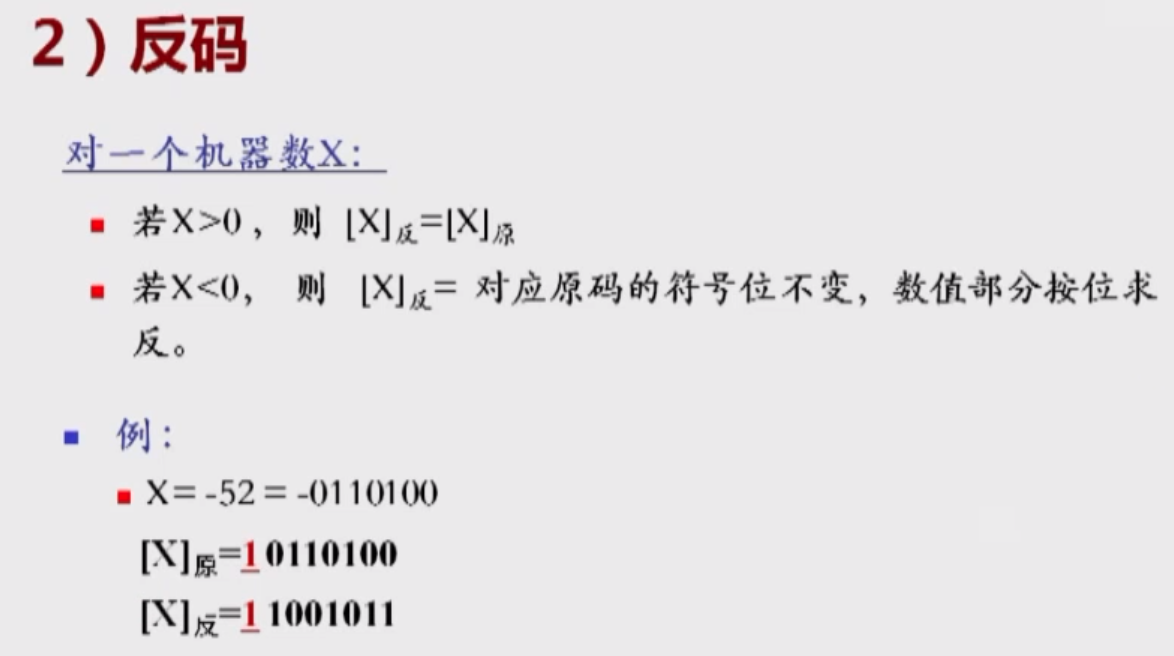 2）反码
对一个机器数X:
若X>0， 则 [X]反=[X]原
若X<0， 则 [X]反= 对应原码的符号位不变，数值部分按位求
反。
例：
X= -52 = -0110100
[X]原=1 0110100
[X]反=1 1001011